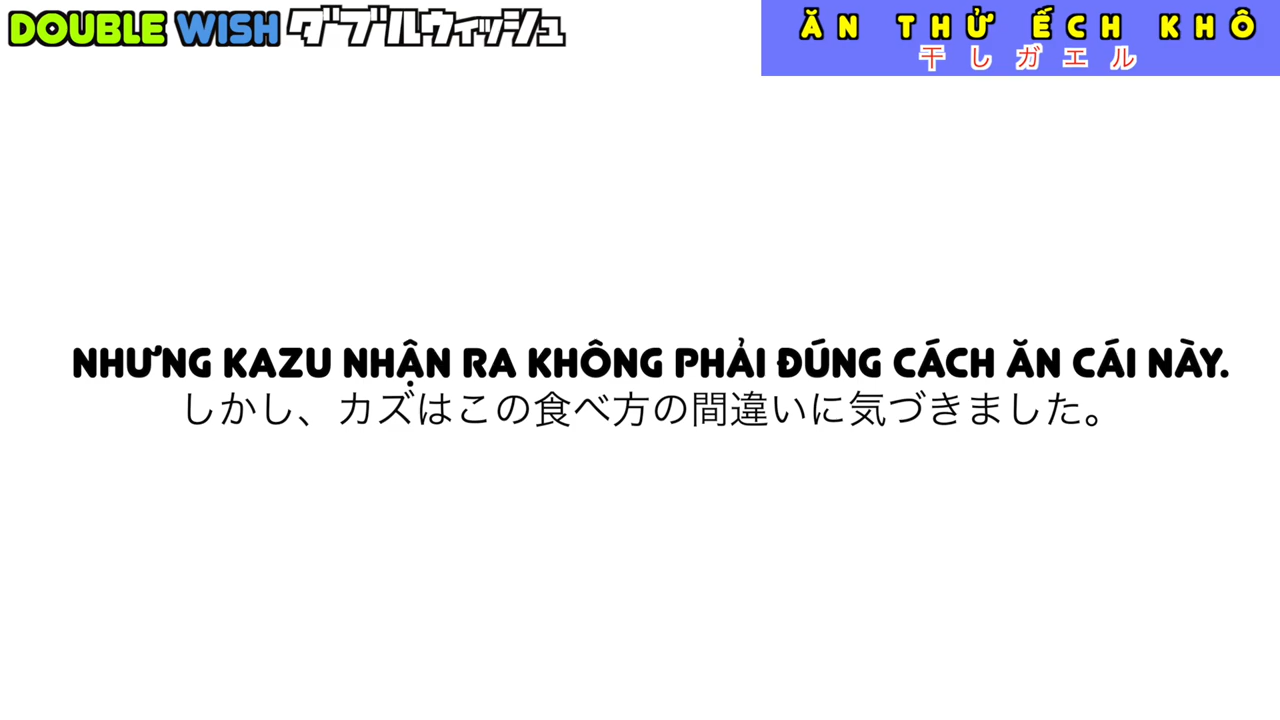 DOUBLE WISH ダブルウィッシュ
ĂN THỬ ẾCH KHÔ
干しガエル
NHƯNG KAZU NHẬN RA KHÔNG PHẢI ĐÚNG CÁCH ĂN CÁI NÀY.
しかし、カズはこの食べ方の間違いに気づきました。